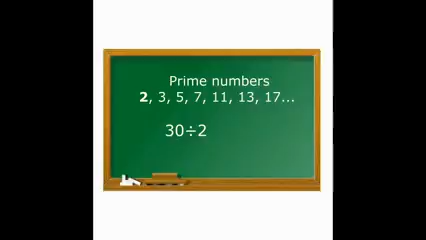 Prime numbers
2, 3, 5, 7, 11, 13, 17...
30÷2